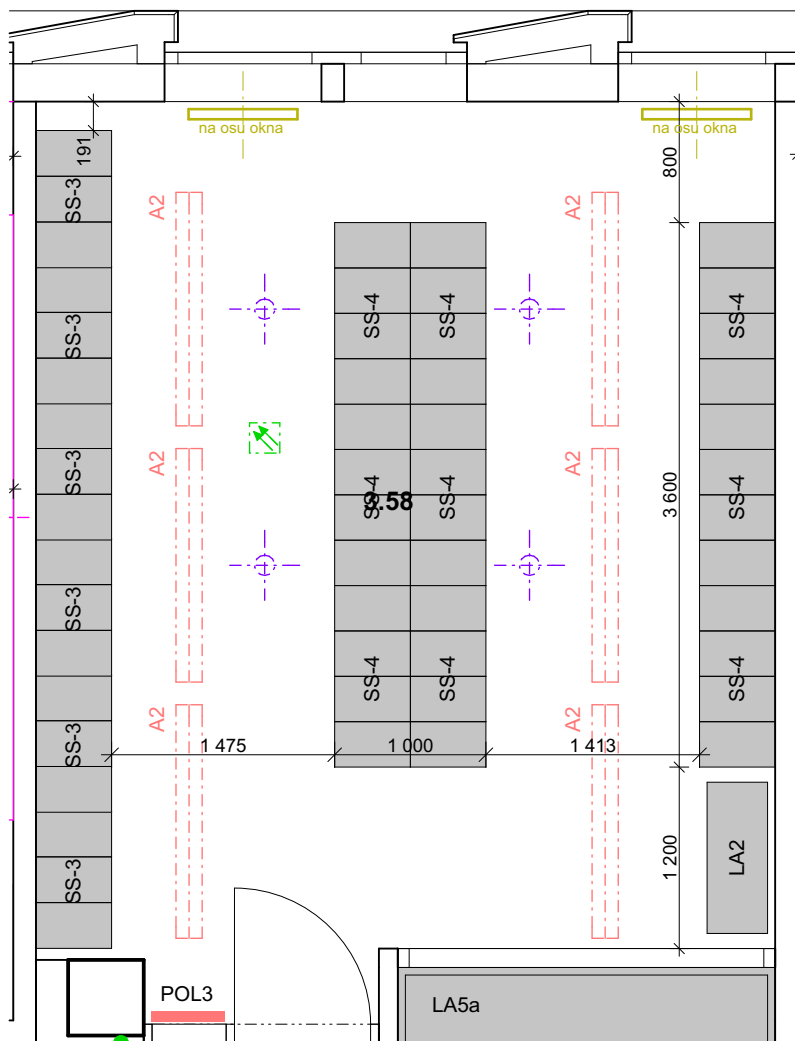 na osu okna
na osu okna
191
800
SS-3
A2
A2
SS-4
SS-4
SS-4
SS-3
A2
A2
SS-3
SS-4
SS-4
SS-4
3.58
3 600
SS-3
SS-4
SS-4
SS-4
A2
A2
SS-3
1 475
1 000
1 413
1 200
LA2
SS-3
POL3
LA5a